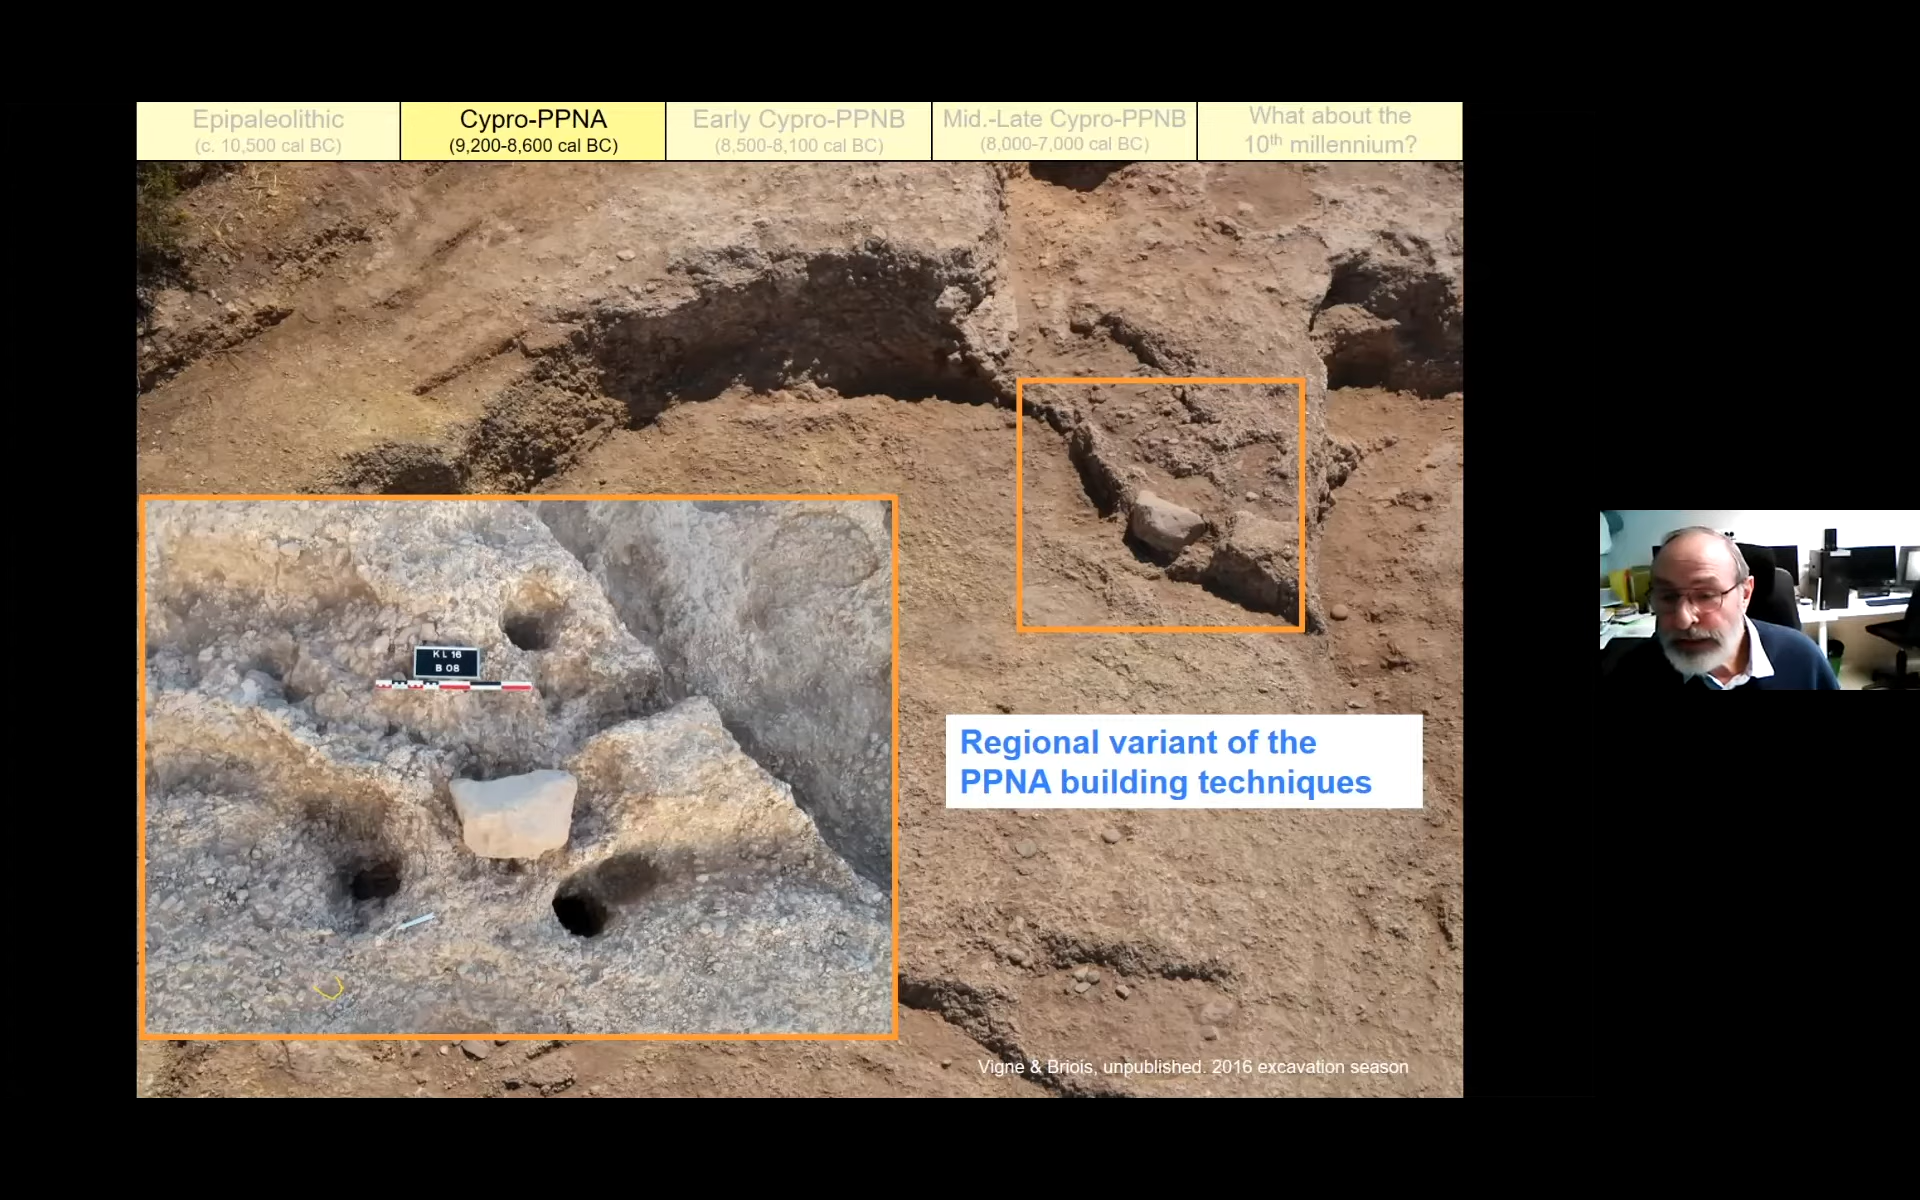 Epipaleolithic
(c. 10,500 cal BC)
Cypro-PPNA
(9,200-8,600 cal BC)
Early Cypro-PPNB
(8,500-8,100 cal BC)
Mid.-Late Cypro-PPNB
(8,000-7,000 cal BC)
What about the
10th millennium?
KL 16
B 08
Regional variant of the
PPNA building techniques
Vigne & Briois, unpublished. 2016 excavation season